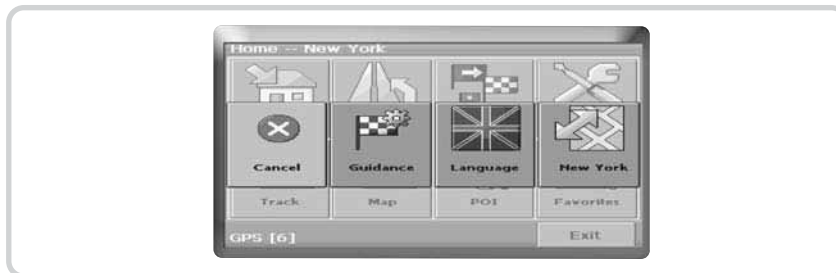 Home -- New York
Cancel Guidance Language New York
Track Map POI Favorites
GPS [6] Exit